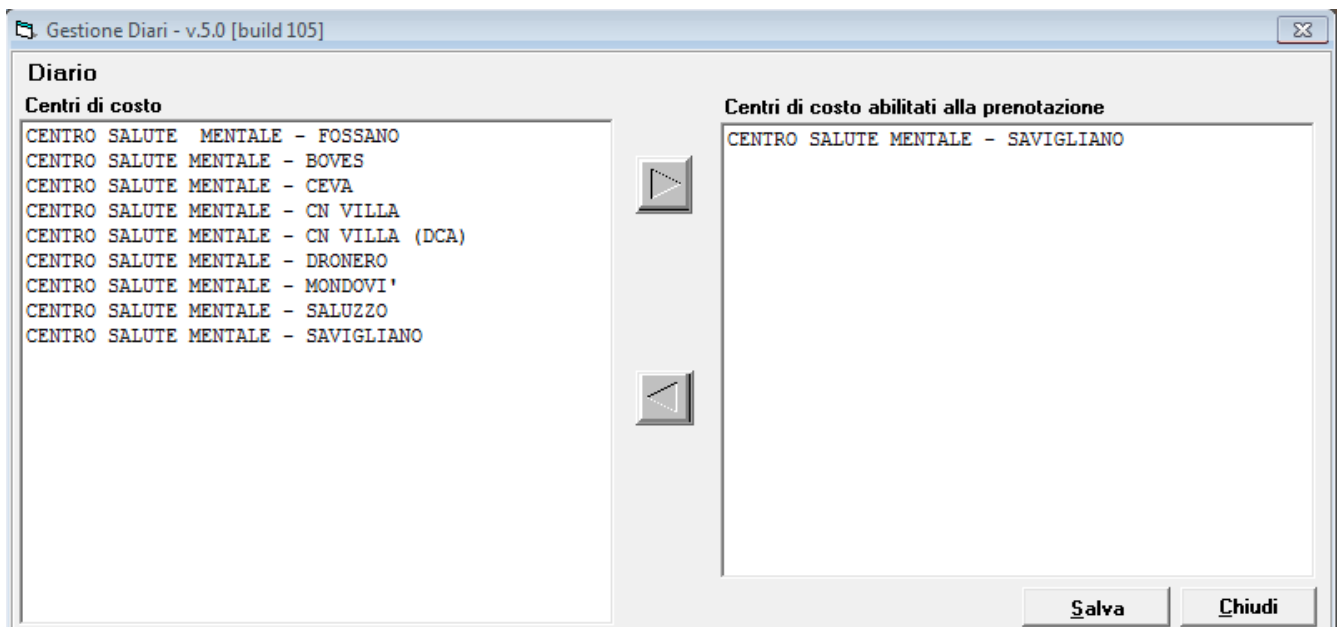 Gestione Diari - v.5.0 [build 105]
Diario
Centri di costo
CENTRO SALUTE  MENTALE - FOSSANO
CENTRO SALUTE MENTALE - BOVES
CENTRO SALUTE MENTALE - CEVA
CENTRO SALUTE MENTALE - CN VILLA
CENTRO SALUTE MENTALE - CN VILLA (DCA)
CENTRO SALUTE MENTALE - DRONERO
CENTRO SALUTE MENTALE - MONDOVI'
CENTRO SALUTE MENTALE - SALUZZO
CENTRO SALUTE MENTALE - SAVIGLIANO
Centri di costo abilitati alla prenotazione
CENTRO SALUTE MENTALE - SAVIGLIANO
Salva
Chiudi